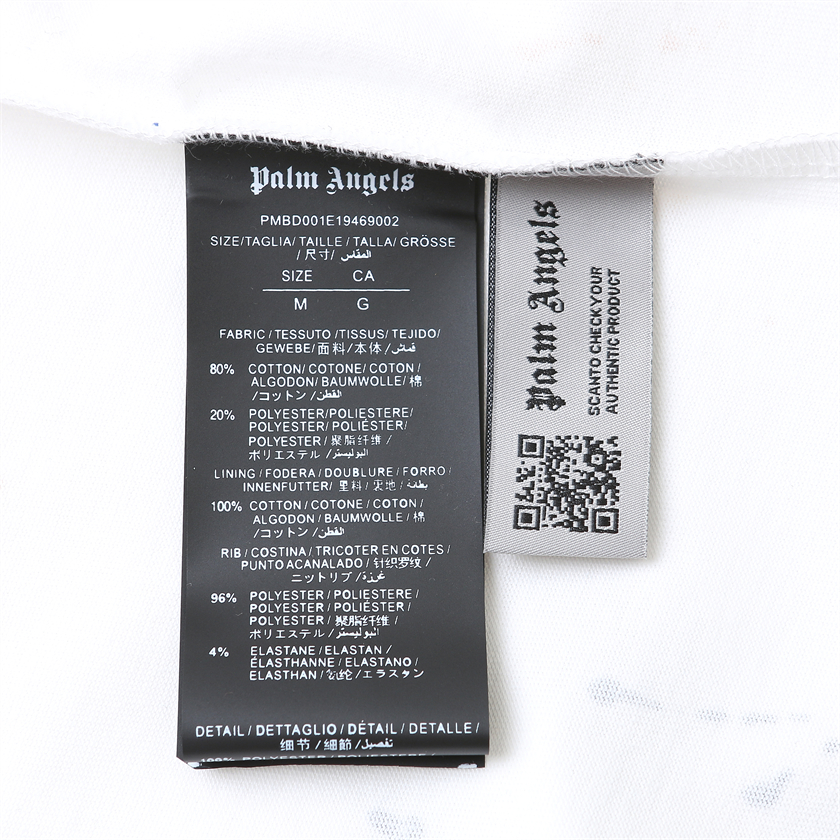 Palm Angels
PMBD001E19469002
SIZE/TAGLIA/ TAILLE / TALLA/ GRÖSSE
/ 尺寸/ المقاس
SIZE CA
M G
FABRIC / TESSUTO /TISSUS/ TEJIDO/
GEWEBE/ 面料 / 本体 / قماش
80% COTTON/ COTONE/ COTON /
ALGODON / BAUMWOLLE/ 棉
/コットン / القطن
20% POLYESTER/POLIESTERE/
POLYESTER/ POLIÉSTER/
POLYESTER / 聚脂纤维 /
ポリエステル / البوليستر
LINING / FODERA / DOUBLURE / FORRO /
INNENFUTTER/ 里料 / 裏地 / بطانة
100% COTTON / COTONE / COTON /
ALGODON / BAUMWOLLE / 棉
/コットン / القطن
RIB / COSTINA / TRICOTER EN COTES /
PUNTO ACANALADO / 针织罗纹 /
ニットリブ / غرزة
96% POLYESTER / POLIESTERE /
POLYESTER / POLIÉSTER /
POLYESTER / 聚脂纤维 /
ポリエステル / البوليستر
4% ELASTANE / ELASTAN /
ÉLASTHANNE / ELASTANO /
ELASTHAN / 氨纶 / エラスタン
DETAIL / DETTAGLIO / DÉTAIL / DETALLE /
细节 / 細節 / تفصيل
Palm Angels
SCANTO CHECK YOUR
AUTHENTIC PRODUCT